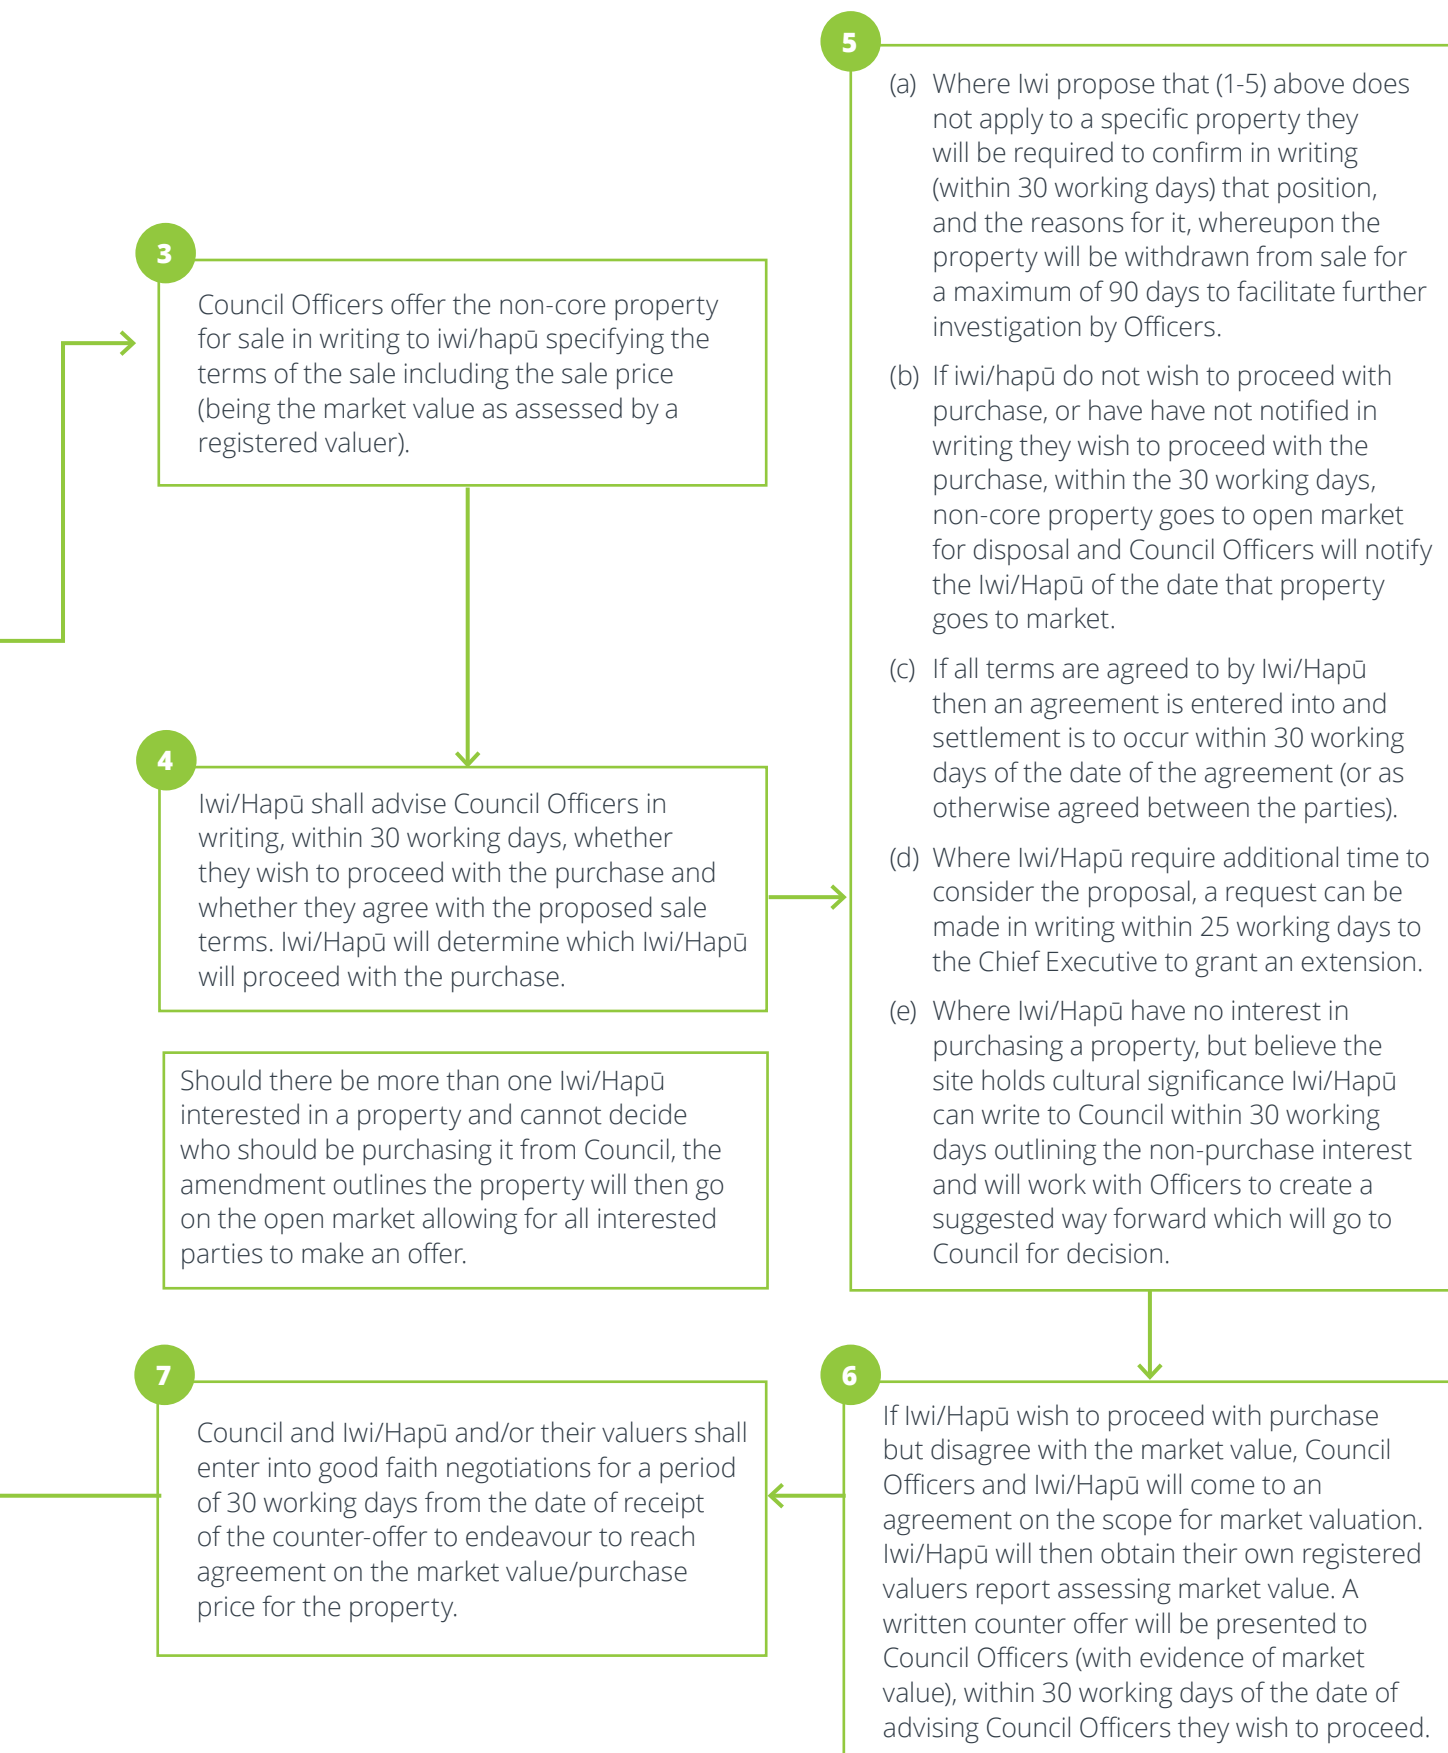 3
Council Officers offer the non-core property
for sale in writing to iwi/hapū specifying the
terms of the sale including the sale price
(being the market value as assessed by a
registered valuer).
4
Iwi/Hapū shall advise Council Officers in
writing, within 30 working days, whether
they wish to proceed with the purchase and
whether they agree with the proposed sale
terms. Iwi/Hapū will determine which Iwi/Hapū
will proceed with the purchase.
Should there be more than one Iwi/Hapū
interested in a property and cannot decide
who should be purchasing it from Council, the
amendment outlines the property will then go
on the open market allowing for all interested
parties to make an offer.
5
(a) Where Iwi propose that (1-5) above does
not apply to a specific property they
will be required to confirm in writing
(within 30 working days) that position,
and the reasons for it, whereupon the
property will be withdrawn from sale for
a maximum of 90 days to facilitate further
investigation by Officers.
(b) If iwi/hapū do not wish to proceed with
purchase, or have have not notified in
writing they wish to proceed with the
purchase, within the 30 working days,
non-core property goes to open market
for disposal and Council Officers will notify
the Iwi/Hapū of the date that property
goes to market.
(c) If all terms are agreed to by Iwi/Hapū
then an agreement is entered into and
settlement is to occur within 30 working
days of the date of the agreement (or as
otherwise agreed between the parties).
(d) Where Iwi/Hapū require additional time to
consider the proposal, a request can be
made in writing within 25 working days to
the Chief Executive to grant an extension.
(e) Where Iwi/Hapū have no interest in
purchasing a property, but believe the
site holds cultural significance Iwi/Hapū
can write to Council within 30 working
days outlining the non-purchase interest
and will work with Officers to create a
suggested way forward which will go to
Council for decision.
6
If Iwi/Hapū wish to proceed with purchase
but disagree with the market value, Council
Officers and Iwi/Hapū will come to an
agreement on the scope for market valuation.
Iwi/Hapū will then obtain their own registered
valuers report assessing market value. A
written counter offer will be presented to
Council Officers (with evidence of market
value), within 30 working days of the date of
advising Council Officers they wish to proceed.
7
Council and Iwi/Hapū and/or their valuers shall
enter into good faith negotiations for a period
of 30 working days from the date of receipt
of the counter-offer to endeavour to reach
agreement on the market value/purchase
price for the property.